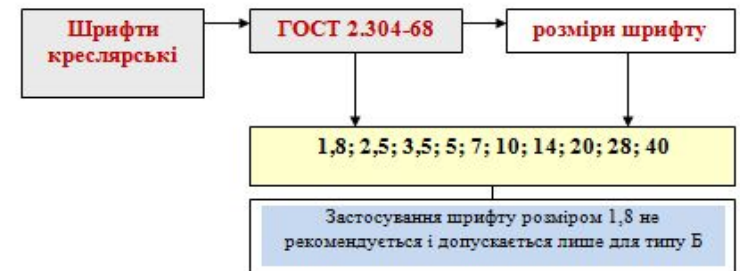 Шрифти
креслярські
ГОСТ 2.304-68
розміри шрифту
1,8; 2,5; 3,5; 5; 7; 10; 14; 20; 28; 40
Застосування шрифту розміром 1,8 не
рекомендується і допускається лише для типу Б